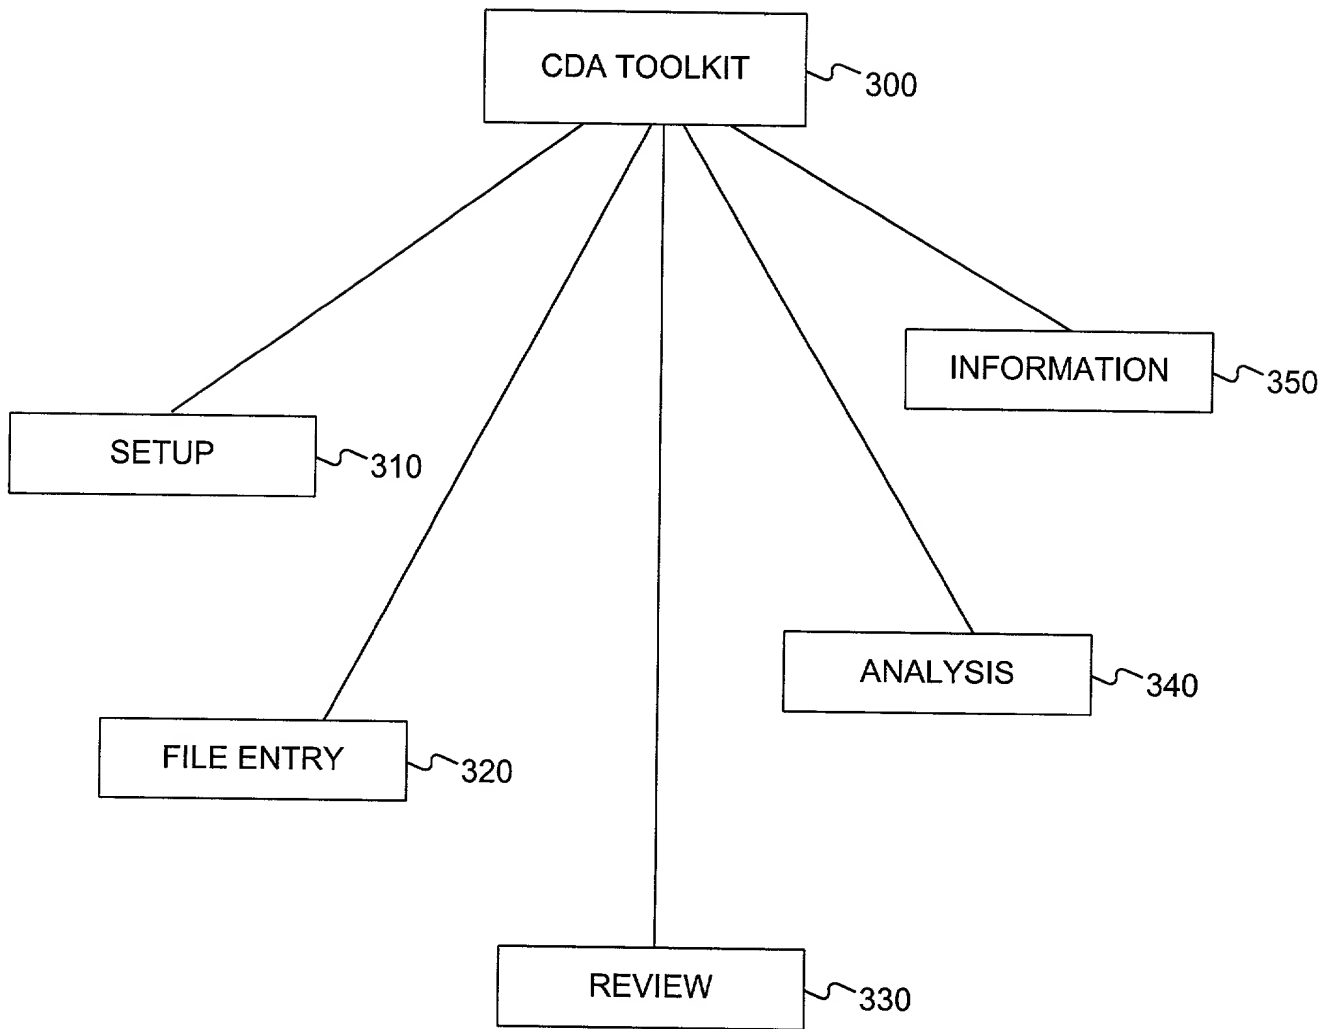 CDA TOOLKIT
300
INFORMATION
350
SETUP
310
ANALYSIS
340
FILE ENTRY
320
REVIEW
330